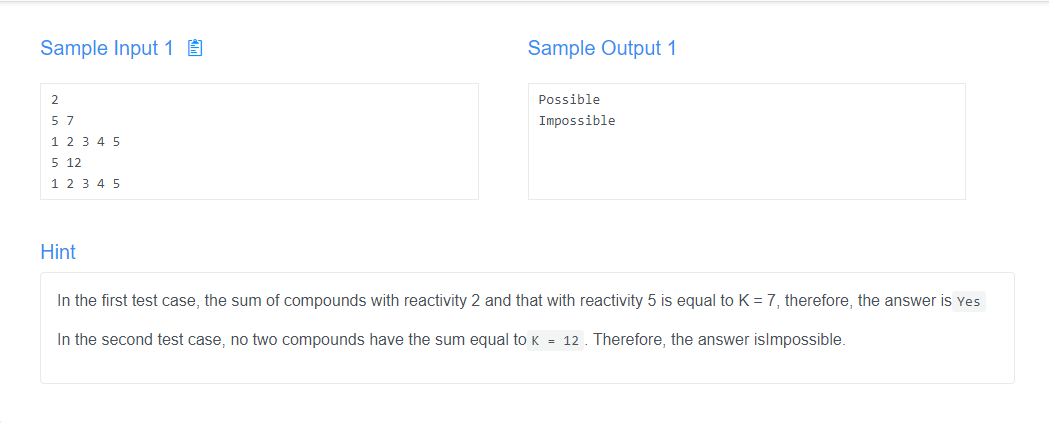 Sample Input 1
2
5 7
1 2 3 4 5
5 12
1 2 3 4 5
Sample Output 1
Possible
Impossible
Hint
In the first test case, the sum of compounds with reactivity 2 and that with reactivity 5 is equal to K = 7, therefore, the answer is Yes
In the second test case, no two compounds have the sum equal to K = 12 . Therefore, the answer isImpossible.